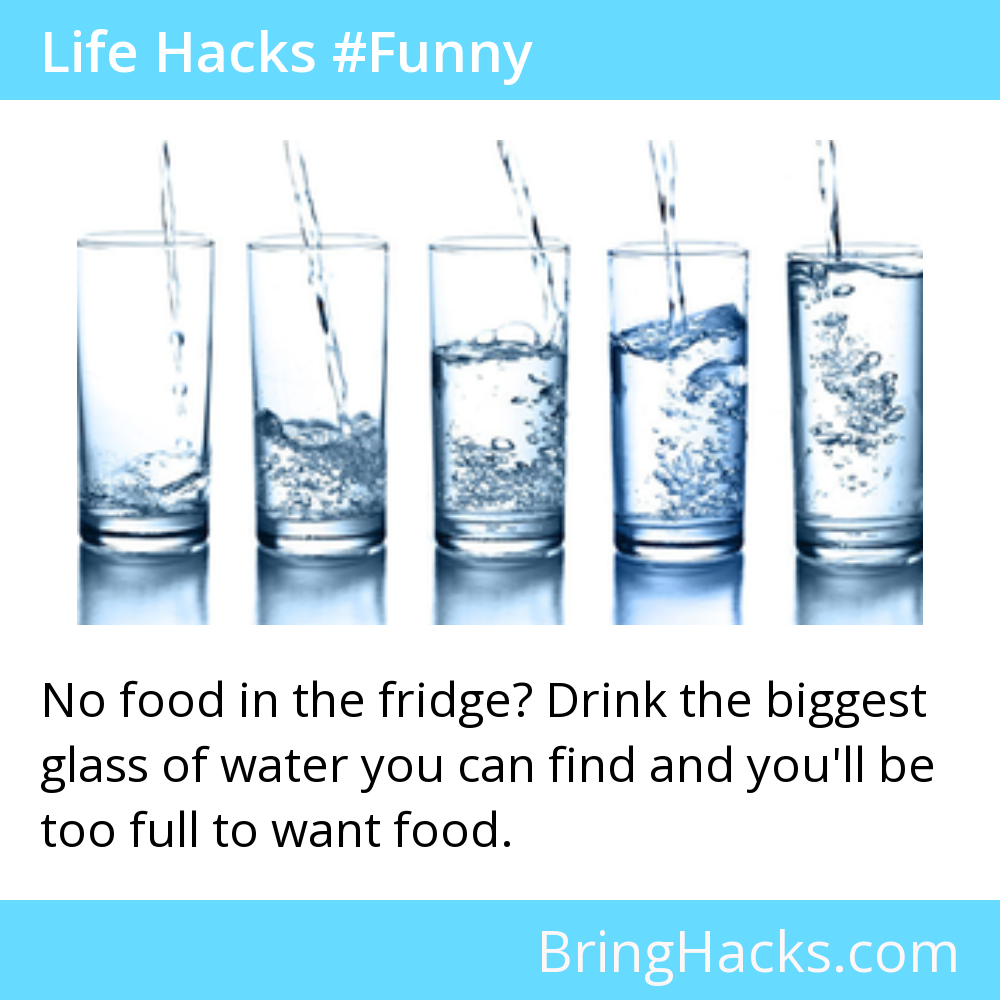 Life Hacks #Funny
No food in the fridge? Drink the biggest
glass of water you can find and you'll be
too full to want food.
BringHacks.com